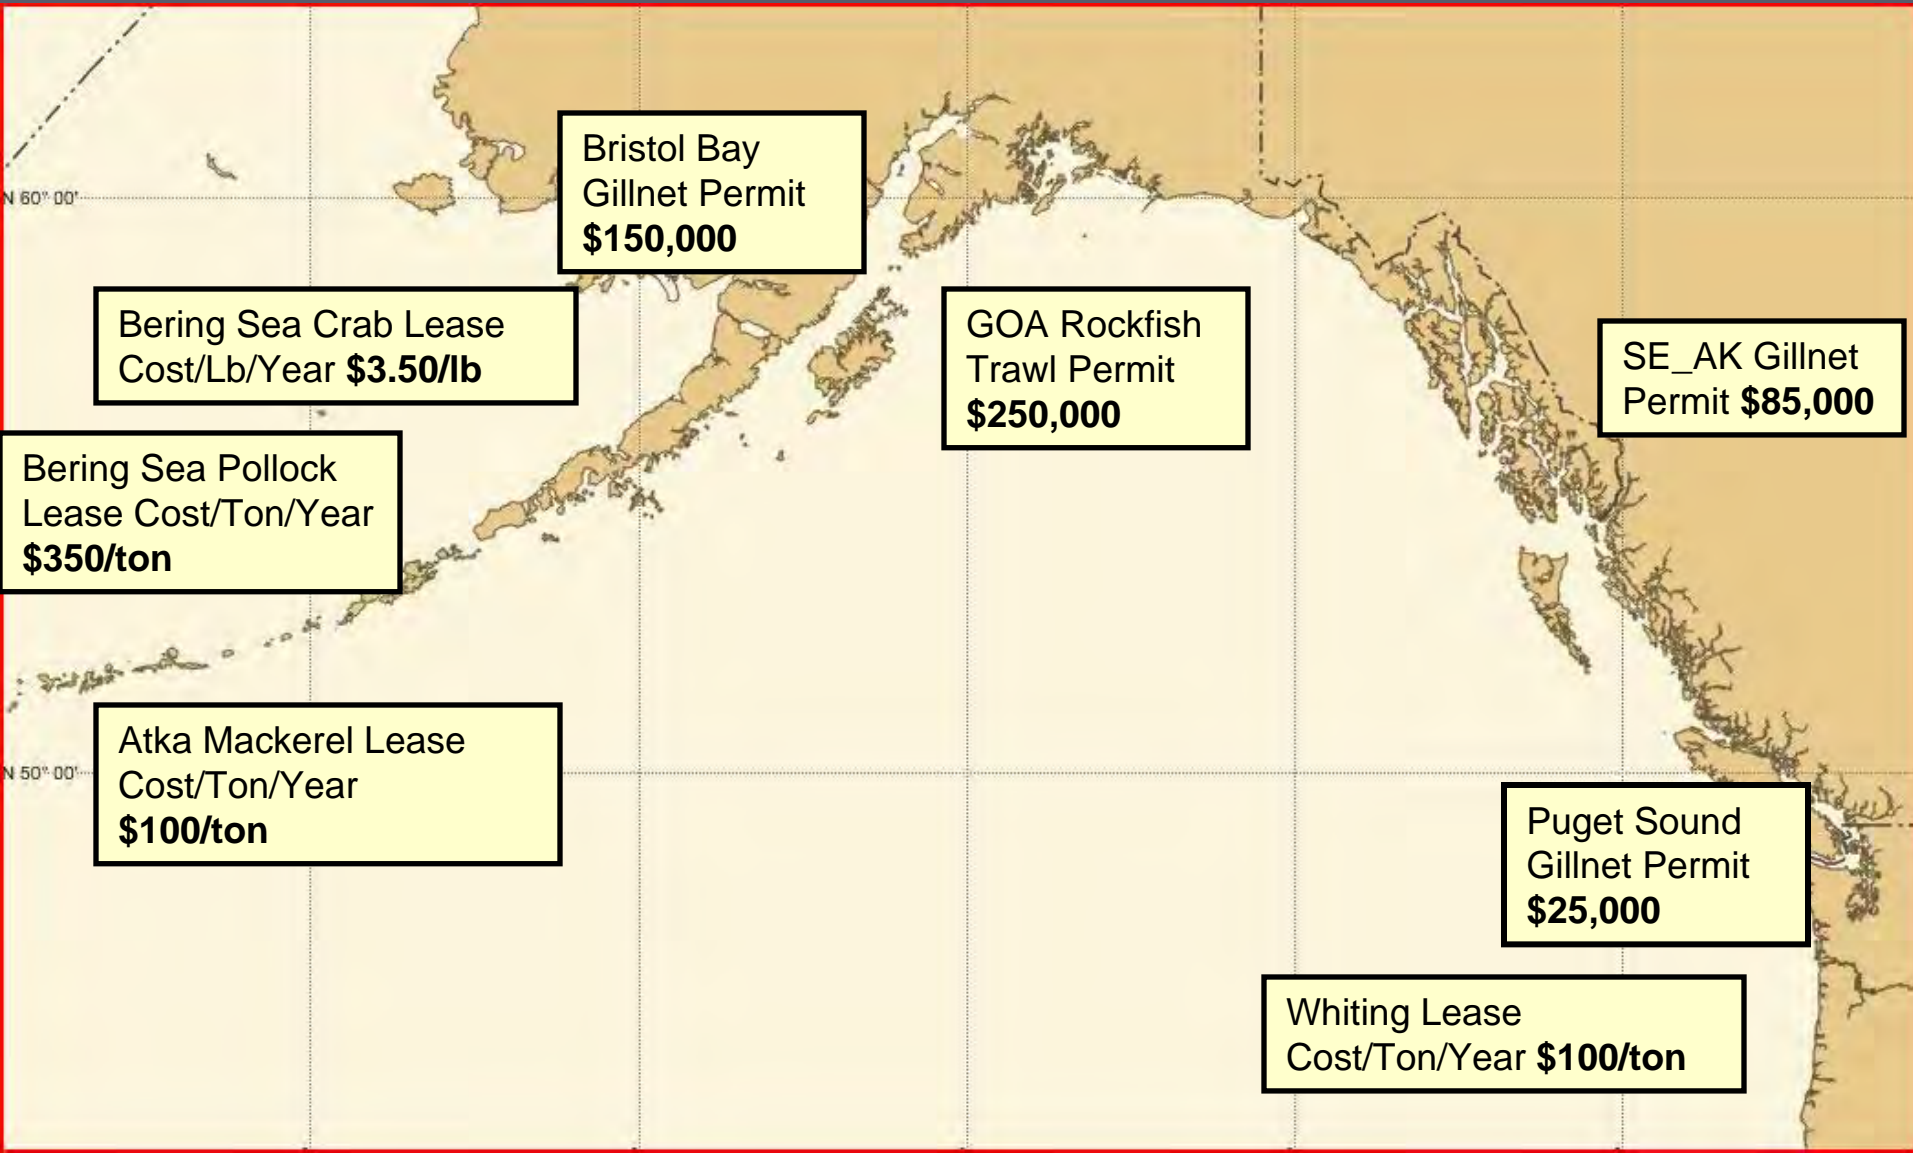 Bristol Bay
Gillnet Permit
$150,000
N 60° 00'
Bering Sea Crab Lease
Cost/Lb/Year $3.50/lb
GOA Rockfish
Trawl Permit
$250,000
SE_AK Gillnet
Permit $85,000
Bering Sea Pollock
Lease Cost/Ton/Year
$350/ton
Atka Mackerel Lease
Cost/Ton/Year
$100/ton
N 50° 00'
Puget Sound
Gillnet Permit
$25,000
Whiting Lease
Cost/Ton/Year $100/ton